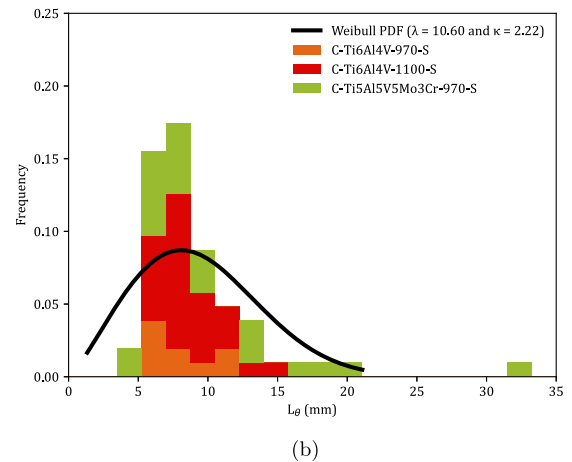 (b)
Weibull PDF (λ = 10.60 and κ = 2.22)
C-Ti6Al4V-970-S
C-Ti6Al4V-1100-S
C-Ti5Al5V5Mo3Cr-970-S
Frequency
0.25
0.20
0.15
0.10
0.05
0.00
0 5 10 15 20 25 30 35
Lθ (mm)
(b)